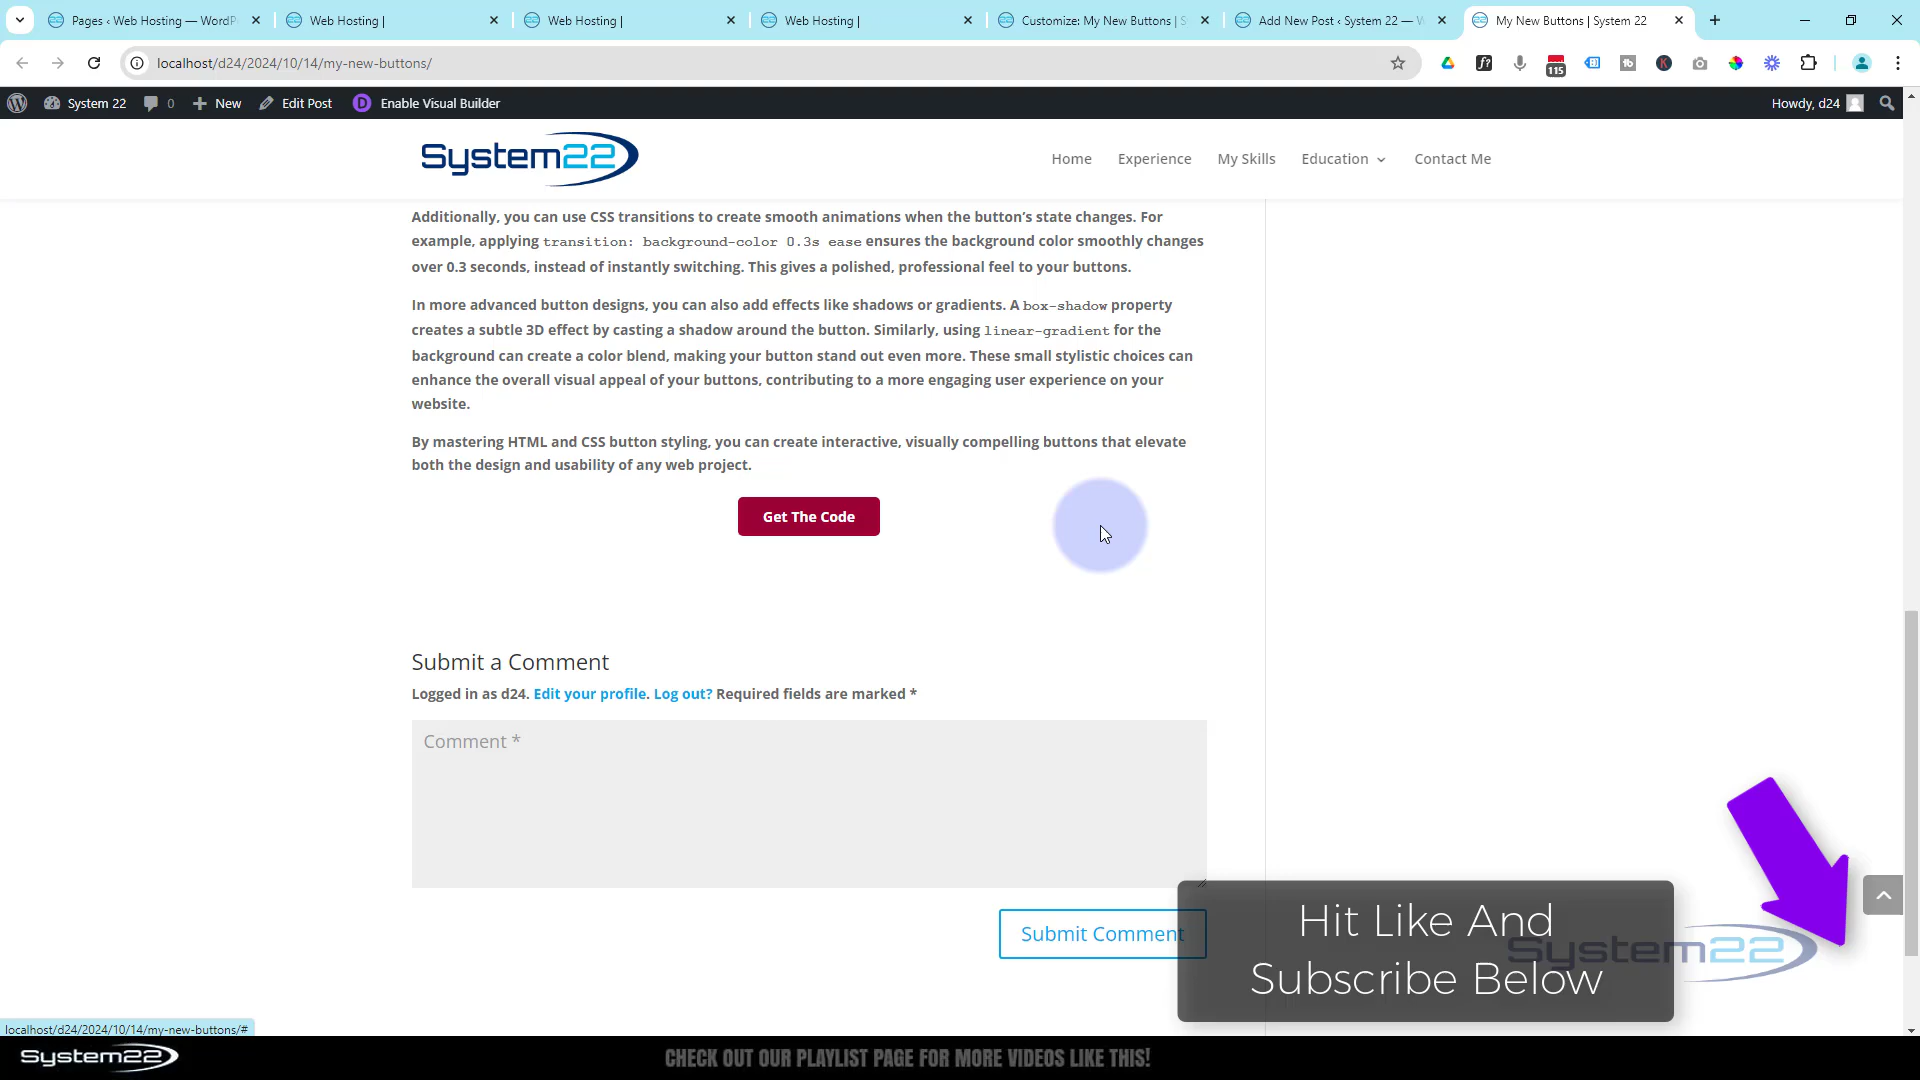 Pages ‹ Web Hosting — WordP
Web Hosting |
Web Hosting |
Web Hosting |
Customize: My New Buttons | S
Add New Post ‹ System 22 — W
My New Buttons | System 22
localhost/d24/2024/10/14/my-new-buttons/
115
System 22
0
New
Edit Post
Enable Visual Builder
Howdy, d24
System22
Home
Experience
My Skills
Education
Contact Me
Additionally, you can use CSS transitions to create smooth animations when the button’s state changes. For
example, applying transition: background-color 0.3s ease ensures the background color smoothly changes
over 0.3 seconds, instead of instantly switching. This gives a polished, professional feel to your buttons.
In more advanced button designs, you can also add effects like shadows or gradients. A box-shadow property
creates a subtle 3D effect by casting a shadow around the button. Similarly, using linear-gradient for the
background can create a color blend, making your button stand out even more. These small stylistic choices can
enhance the overall visual appeal of your buttons, contributing to a more engaging user experience on your
website.
By mastering HTML and CSS button styling, you can create interactive, visually compelling buttons that elevate
both the design and usability of any web project.
Get The Code
Submit a Comment
Logged in as d24. Edit your profile. Log out? Required fields are marked *
Comment *
Submit Comment
Hit Like And
Subscribe Below
System22
localhost/d24/2024/10/14/my-new-buttons/#
System22
CHECK OUT OUR PLAYLIST PAGE FOR MORE VIDEOS LIKE THIS!